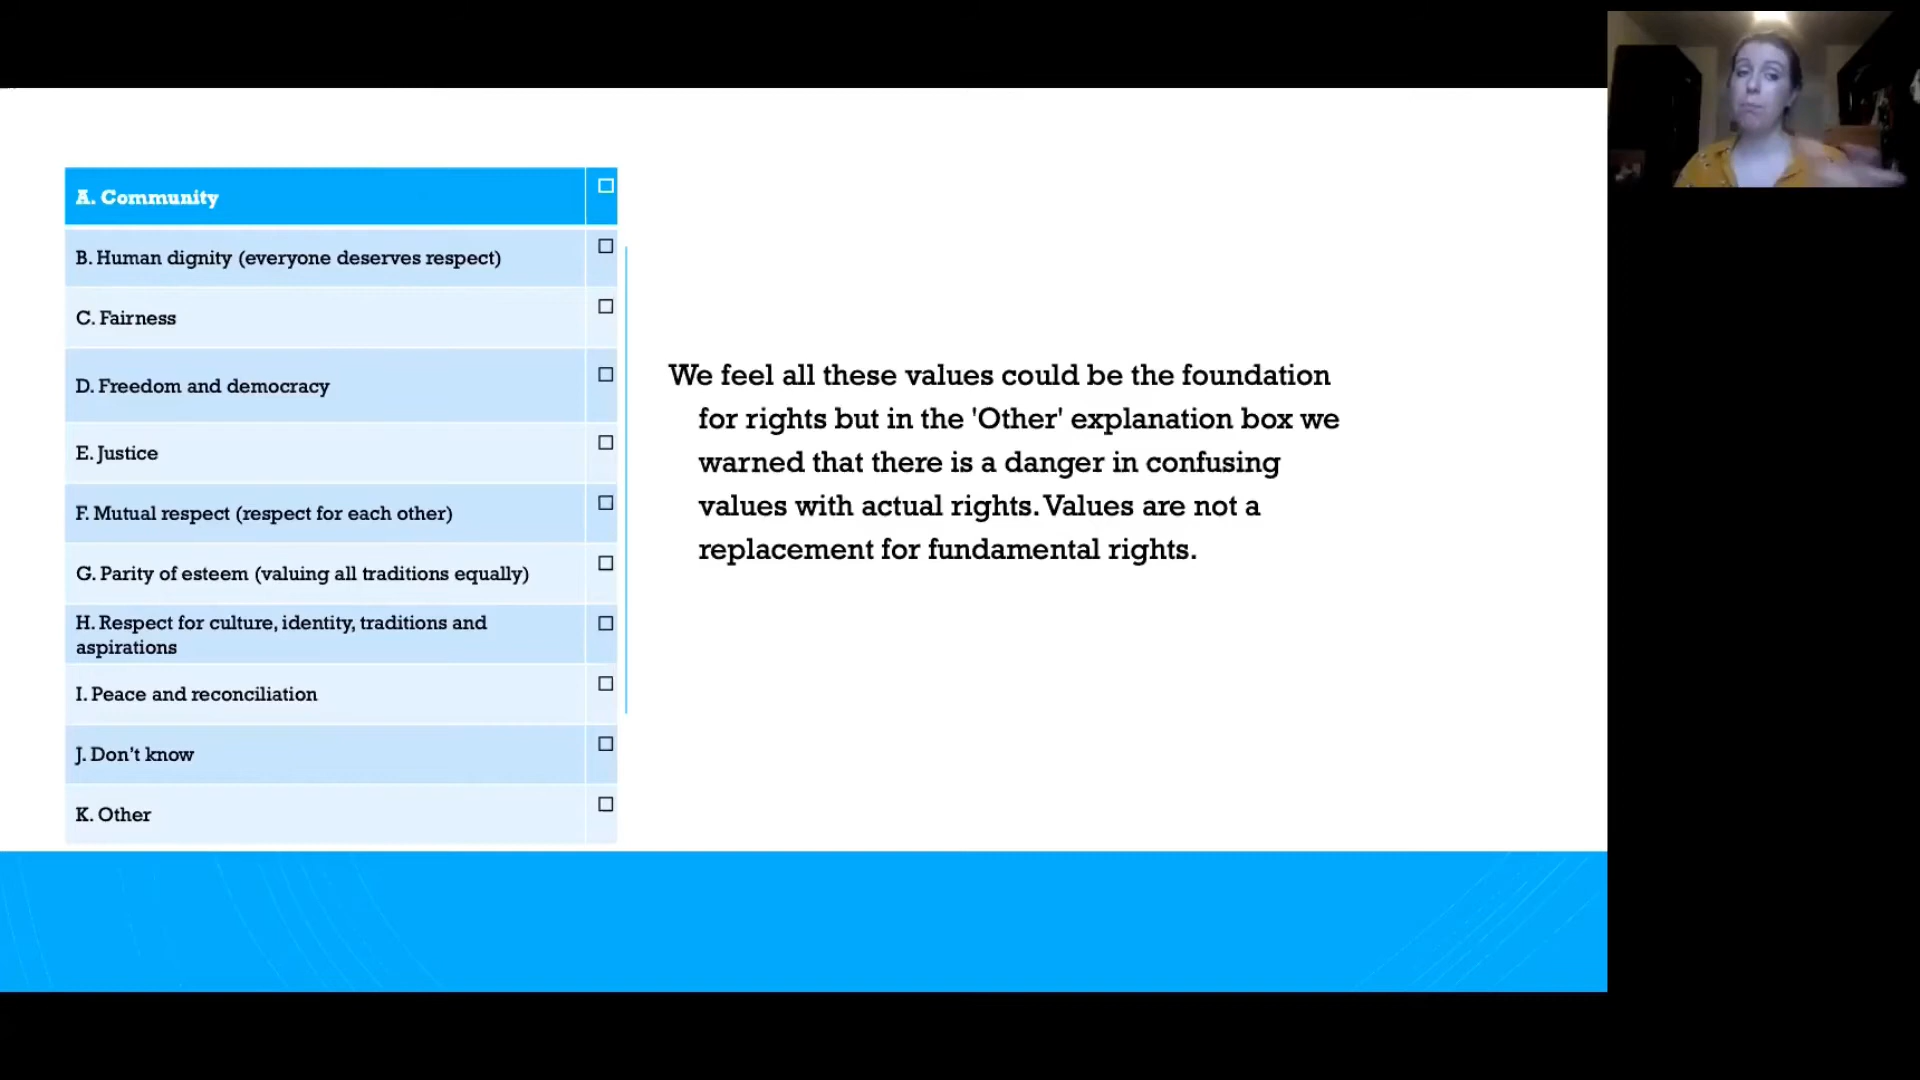 A. Community
B. Human dignity (everyone deserves respect)
C. Fairness
D. Freedom and democracy
E. Justice
F. Mutual respect (respect for each other)
G. Parity of esteem (valuing all traditions equally)
H. Respect for culture, identity, traditions and
aspirations
I. Peace and reconciliation
J. Don’t know
K. Other
We feel all these values could be the foundation
for rights but in the 'Other' explanation box we
warned that there is a danger in confusing
values with actual rights. Values are not a
replacement for fundamental rights.